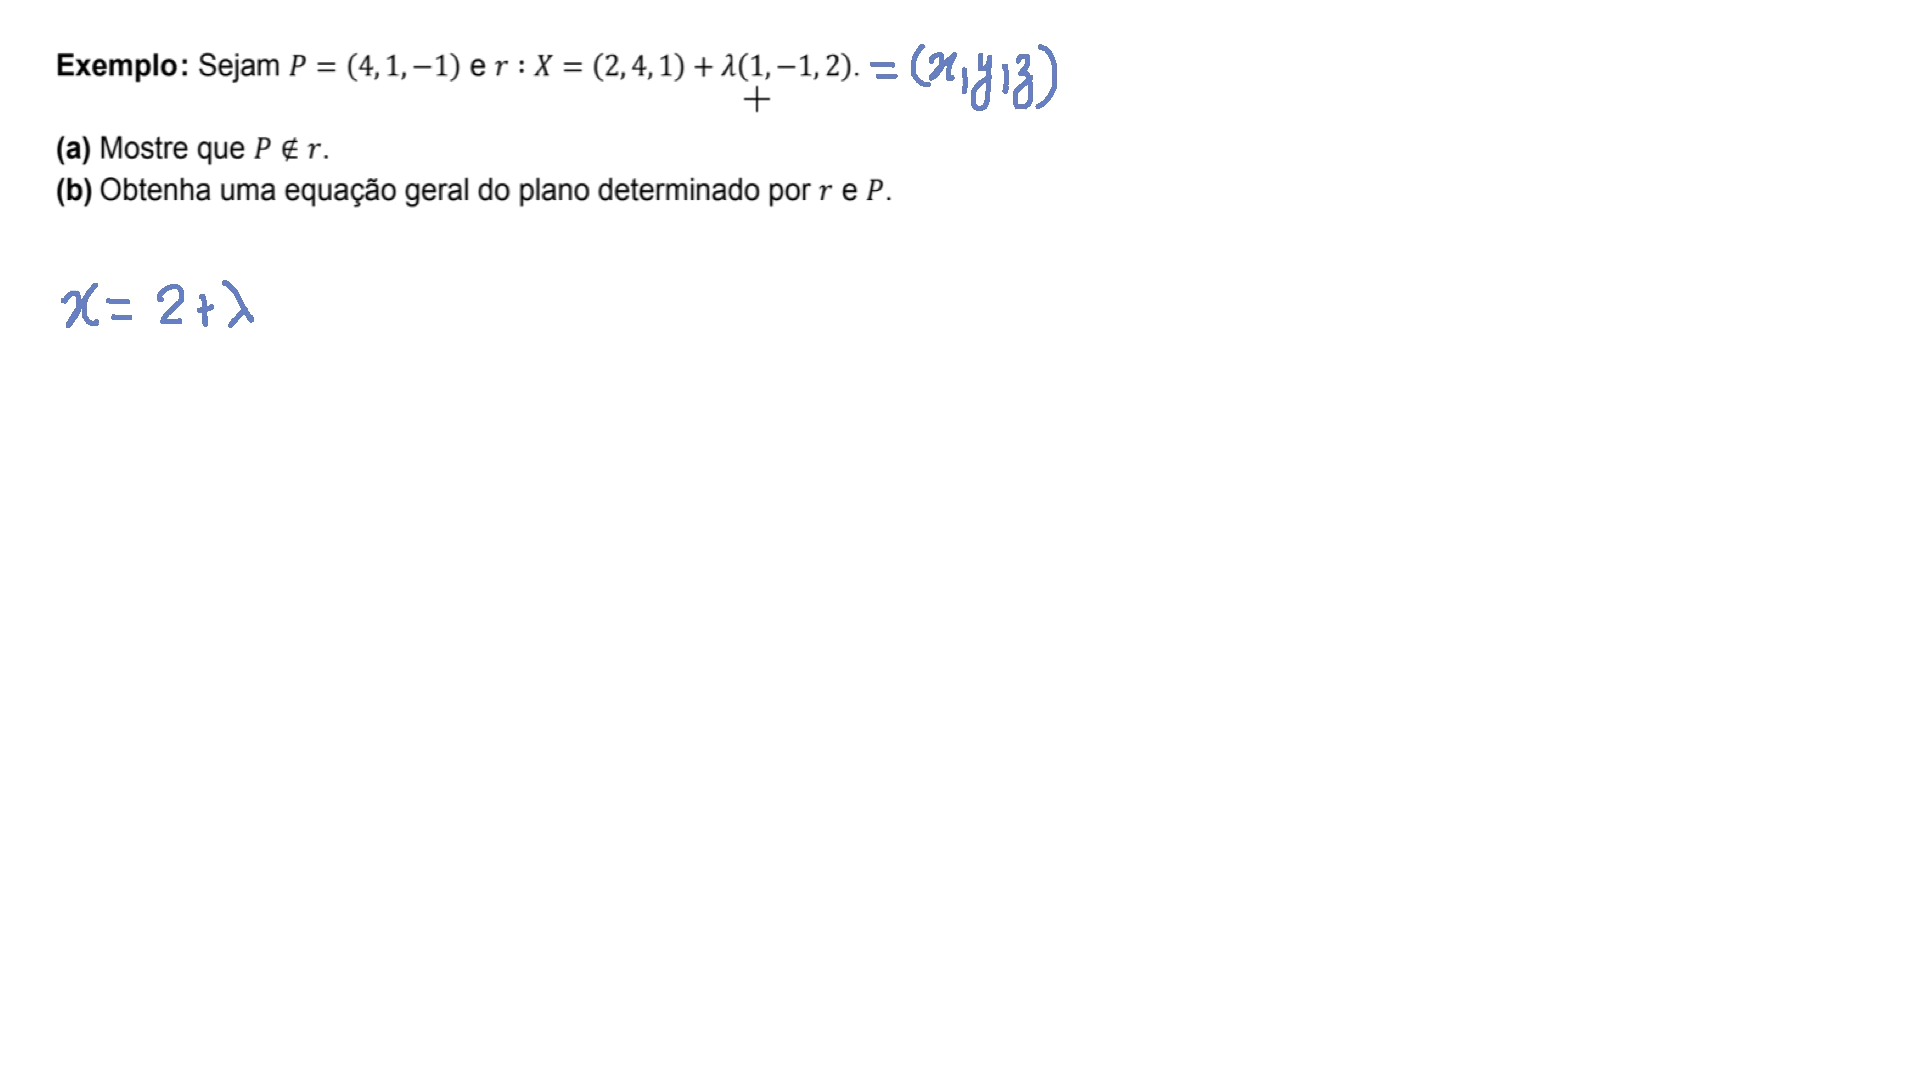 Exemplo: Sejam P = (4, 1, −1) e r : X = (2, 4, 1) + λ(1, −1, 2). = (x, y, z)
(a) Mostre que P ∉ r.
(b) Obtenha uma equação geral do plano determinado por r e P.
x = 2 + λ